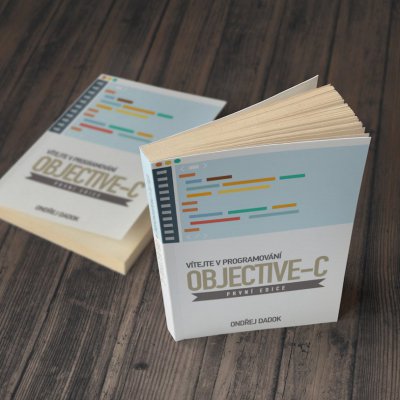 VÍTEJTE V PROGRAMOVÁNÍ
OBJECTIVE-C
PRVNÍ EDICE
ONDŘEJ DADOK
VÍTEJTE V PROGRAMOVÁNÍ
OBJECTIVE-C
PRVNÍ EDICE
ONDŘEJ DADOK